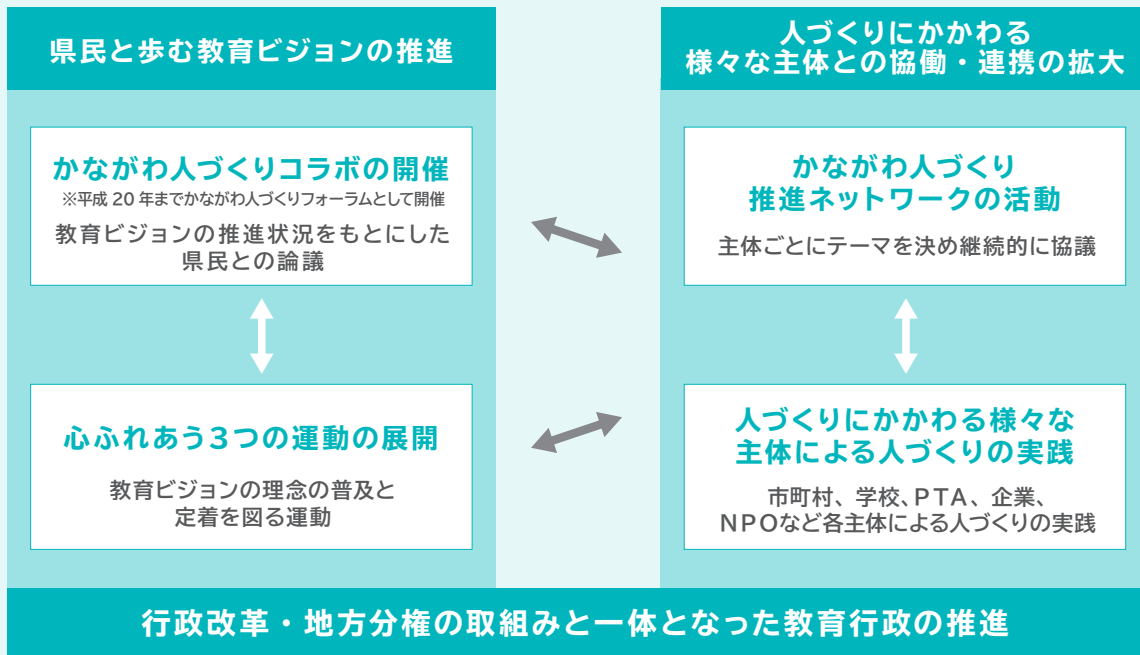 県民と歩む教育ビジョンの推進
かながわ人づくりコラボの開催
※平成 20 年までかながわ人づくりフォーラムとして開催
教育ビジョンの推進状況をもとにした
県民との論議
心ふれあう3つの運動の展開
教育ビジョンの理念の普及と
定着を図る運動
人づくりにかかわる
様々な主体との協働・連携の拡大
かながわ人づくり
推進ネットワークの活動
主体ごとにテーマを決め継続的に協議
人づくりにかかわる様々な
主体による人づくりの実践
市町村、学校、PTA、企業、
NPOなど各主体による人づくりの実践
行政改革・地方分権の取組みと一体となった教育行政の推進